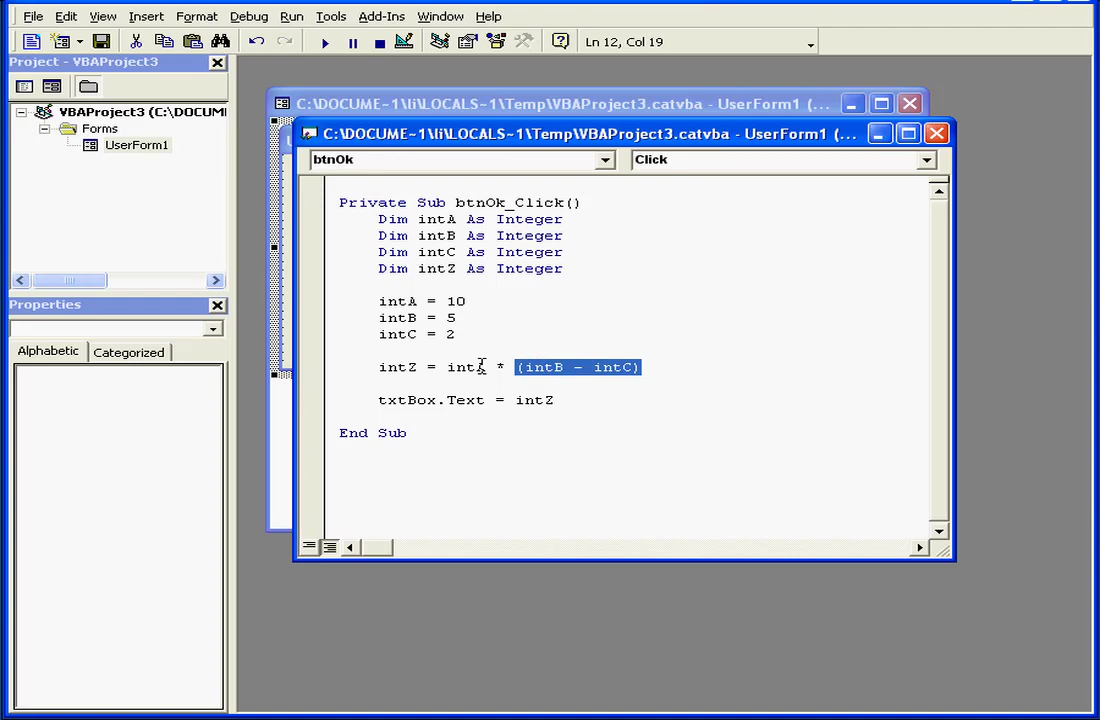 File Edit View Insert Format Debug Run Tools Add-Ins Window Help
Ln 12, Col 19
Project - VBAProject3
VBAProject3 (C:\DOCUMI
Forms
UserForm1
Properties
Alphabetic Categorized
C:\DOCUME~1\li\LOCALS~1\Temp\VBAProject3.catvba - UserForm1 (...
C:\DOCUME~1\li\LOCALS~1\Temp\VBAProject3.catvba - UserForm1 (...
btnOk Click
Private Sub btnOk_Click()
Dim intA As Integer
Dim intB As Integer
Dim intC As Integer
Dim intZ As Integer
intA = 10
intB = 5
intC = 2
intZ = intA * (intB - intC)
txtBox.Text = intZ
End Sub